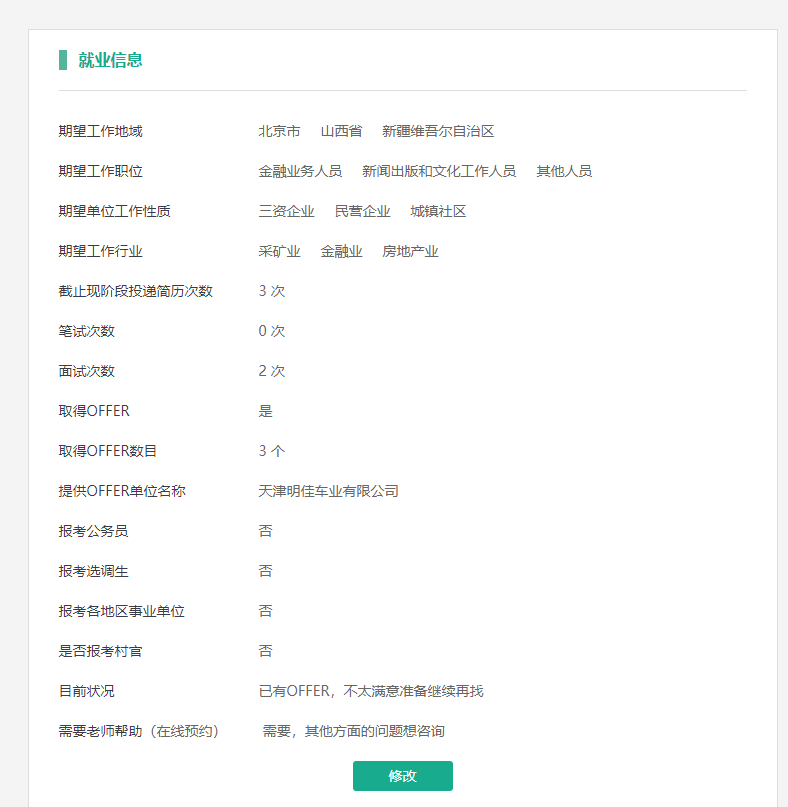 就业信息
期望工作地域 北京市 山西省 新疆维吾尔自治区
期望工作职位 金融业务人员 新闻出版和文化工作人员 其他人员
期望单位工作性质 三资企业 民营企业 城镇社区
期望工作行业 采矿业 金融业 房地产业
截止现阶段投递简历次数 3 次
笔试次数 0 次
面试次数 2 次
取得OFFER 是
取得OFFER数目 3 个
提供OFFER单位名称 天津明佳车业有限公司
报考公务员 否
报考选调生 否
报考各地区事业单位 否
是否报考村官 否
目前状况 已有OFFER，不太满意准备继续再找
需要老师帮助（在线预约） 需要，其他方面的问题想咨询
修改